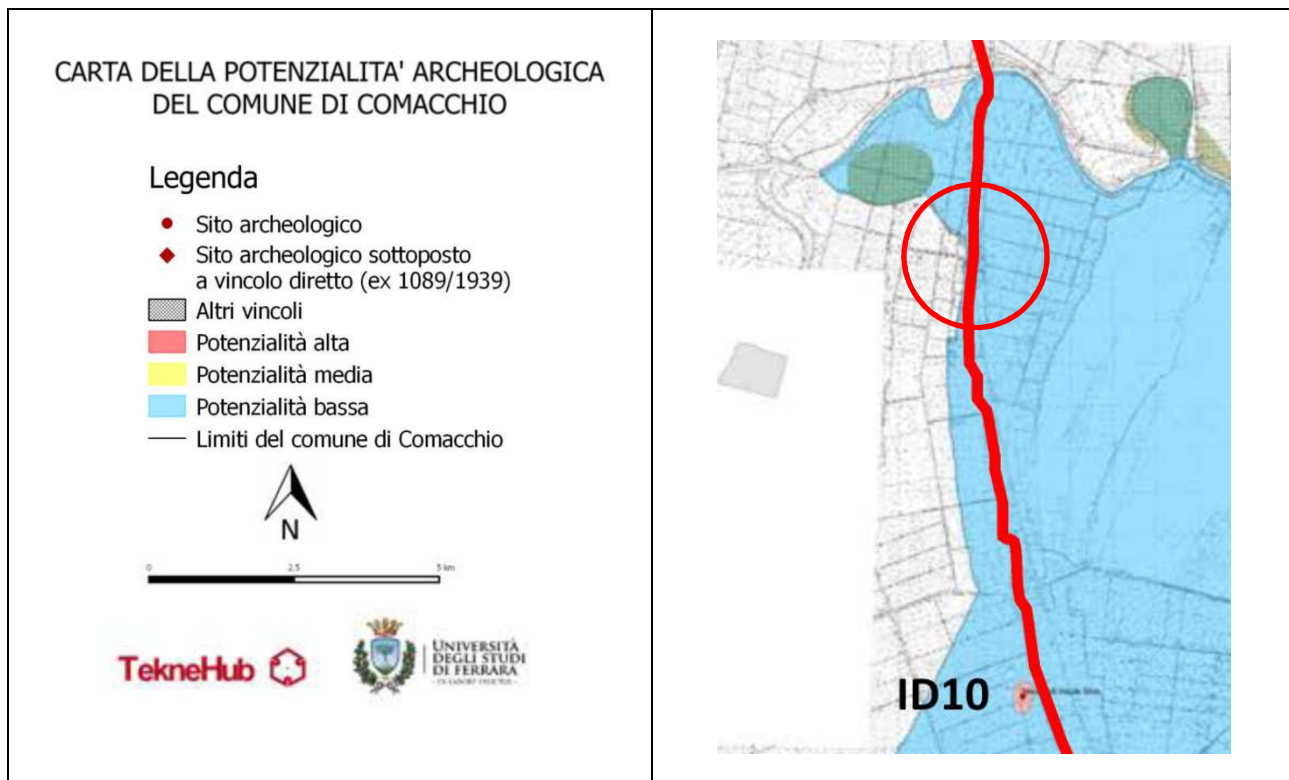 CARTA DELLA POTENZIALITA' ARCHEOLOGICA
DEL COMUNE DI COMACCHIO
Legenda
Sito archeologico
Sito archeologico sottoposto
a vincolo diretto (ex 1089/1939)
Altri vincoli
Potenzialità alta
Potenzialità media
Potenzialità bassa
Limiti del comune di Comacchio
N
0 2.5 5 km
TekneHub
UNIVERSITÀ
DEGLI STUDI
DI FERRARA
ID10